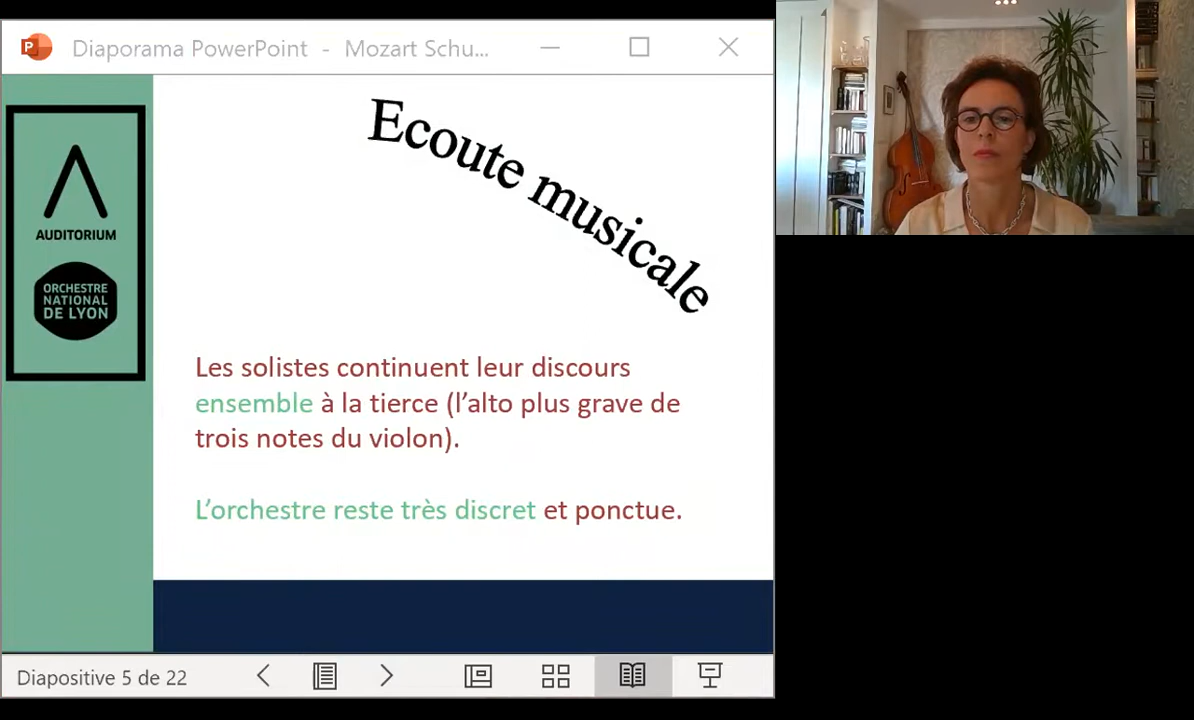 Diaporama PowerPoint - Mozart Schu...
AUDITORIUM
ORCHESTRE
NATIONAL
DE LYON
Ecoute musicale
Les solistes continuent leur discours
ensemble à la tierce (l'alto plus grave de
trois notes du violon).
L'orchestre reste très discret et ponctue.
Diapositive 5 de 22